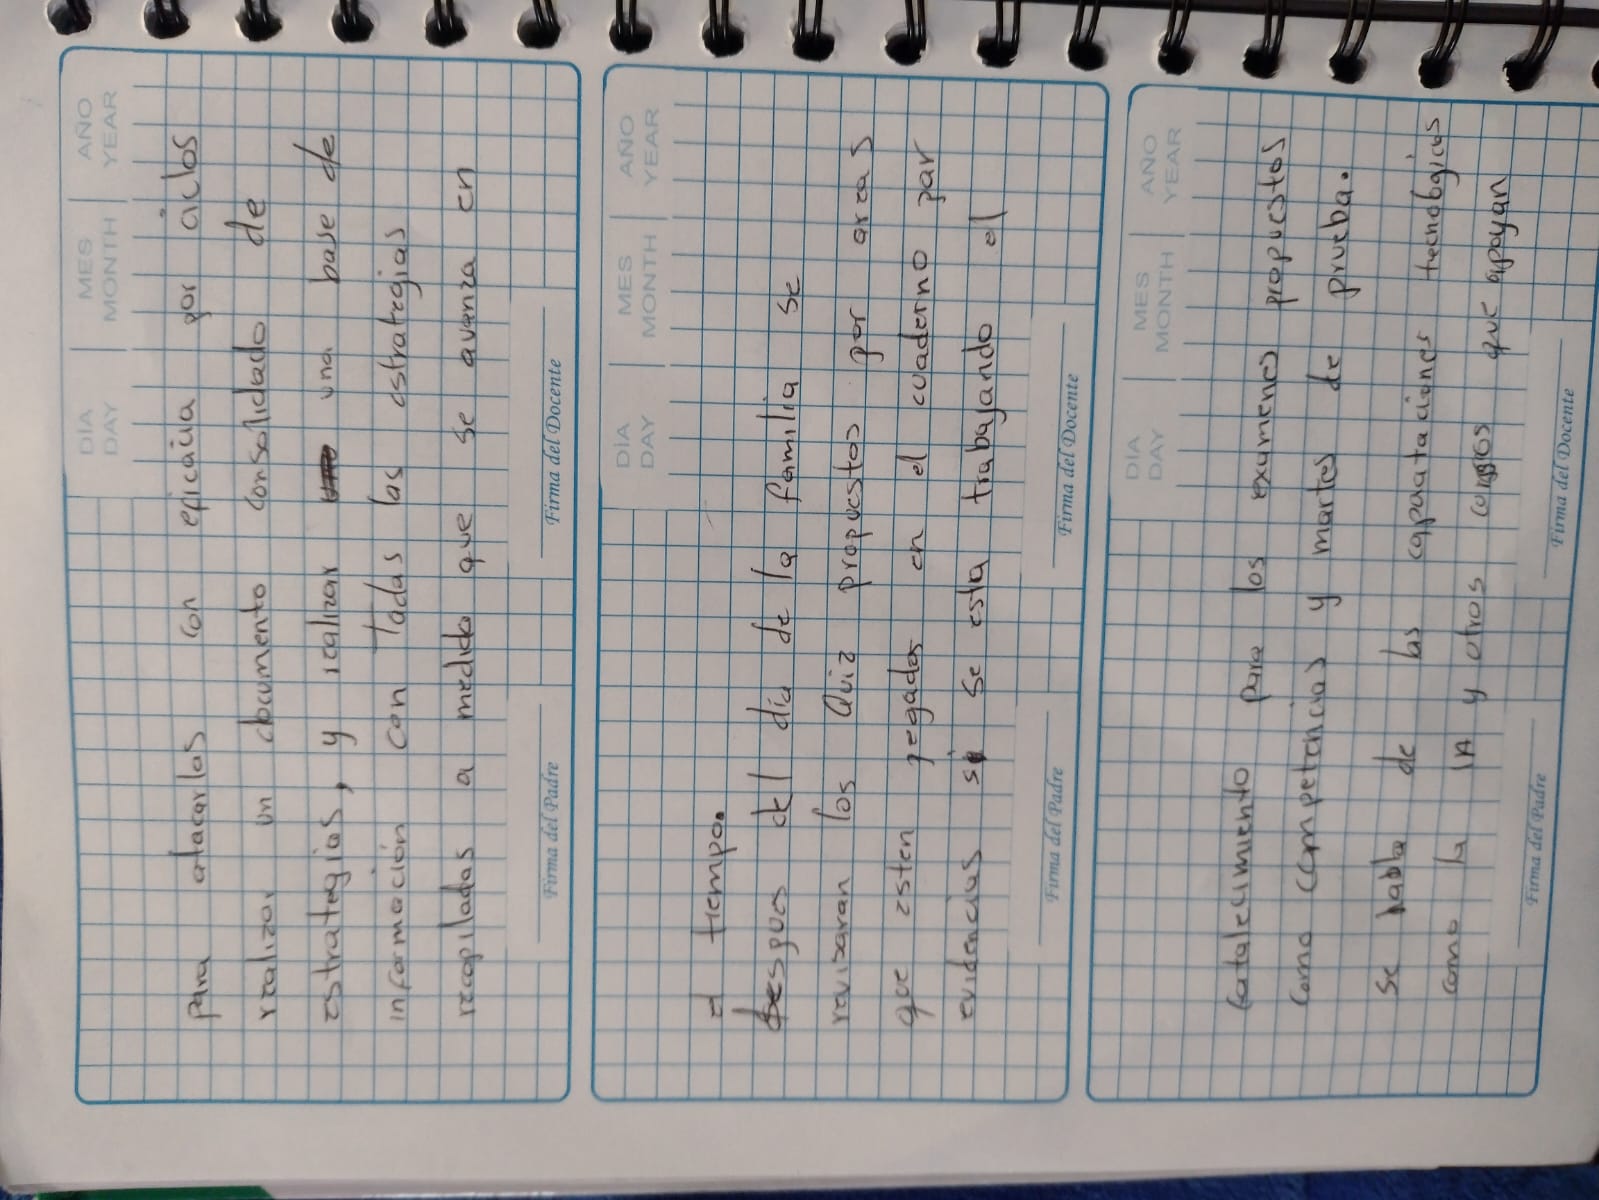 DÍA MES AÑO
DAY MONTH YEAR
para atacarlos con eficacia por ciclos
realizar un documento consolidado de
estrategias, y realizar una base de
información con todas las estrategias
recopiladas a medida que se avanza en
Firma del Padre Firma del Docente
DÍA MES AÑO
DAY MONTH YEAR
el tiempo.
despues del día de la familia se
revisaran los Quiz propuestos por areas
que esten pegados en el cuaderno par
evidencias si se esta trabajando el
Firma del Padre Firma del Docente
DÍA MES AÑO
DAY MONTH YEAR
fortalecimiento para los examenes propuestos
como competencias y martes de prueba.
Se habla de las capacitaciones tecnologicas
como la IA y otros cursos que apoyan
Firma del Padre Firma del Docente